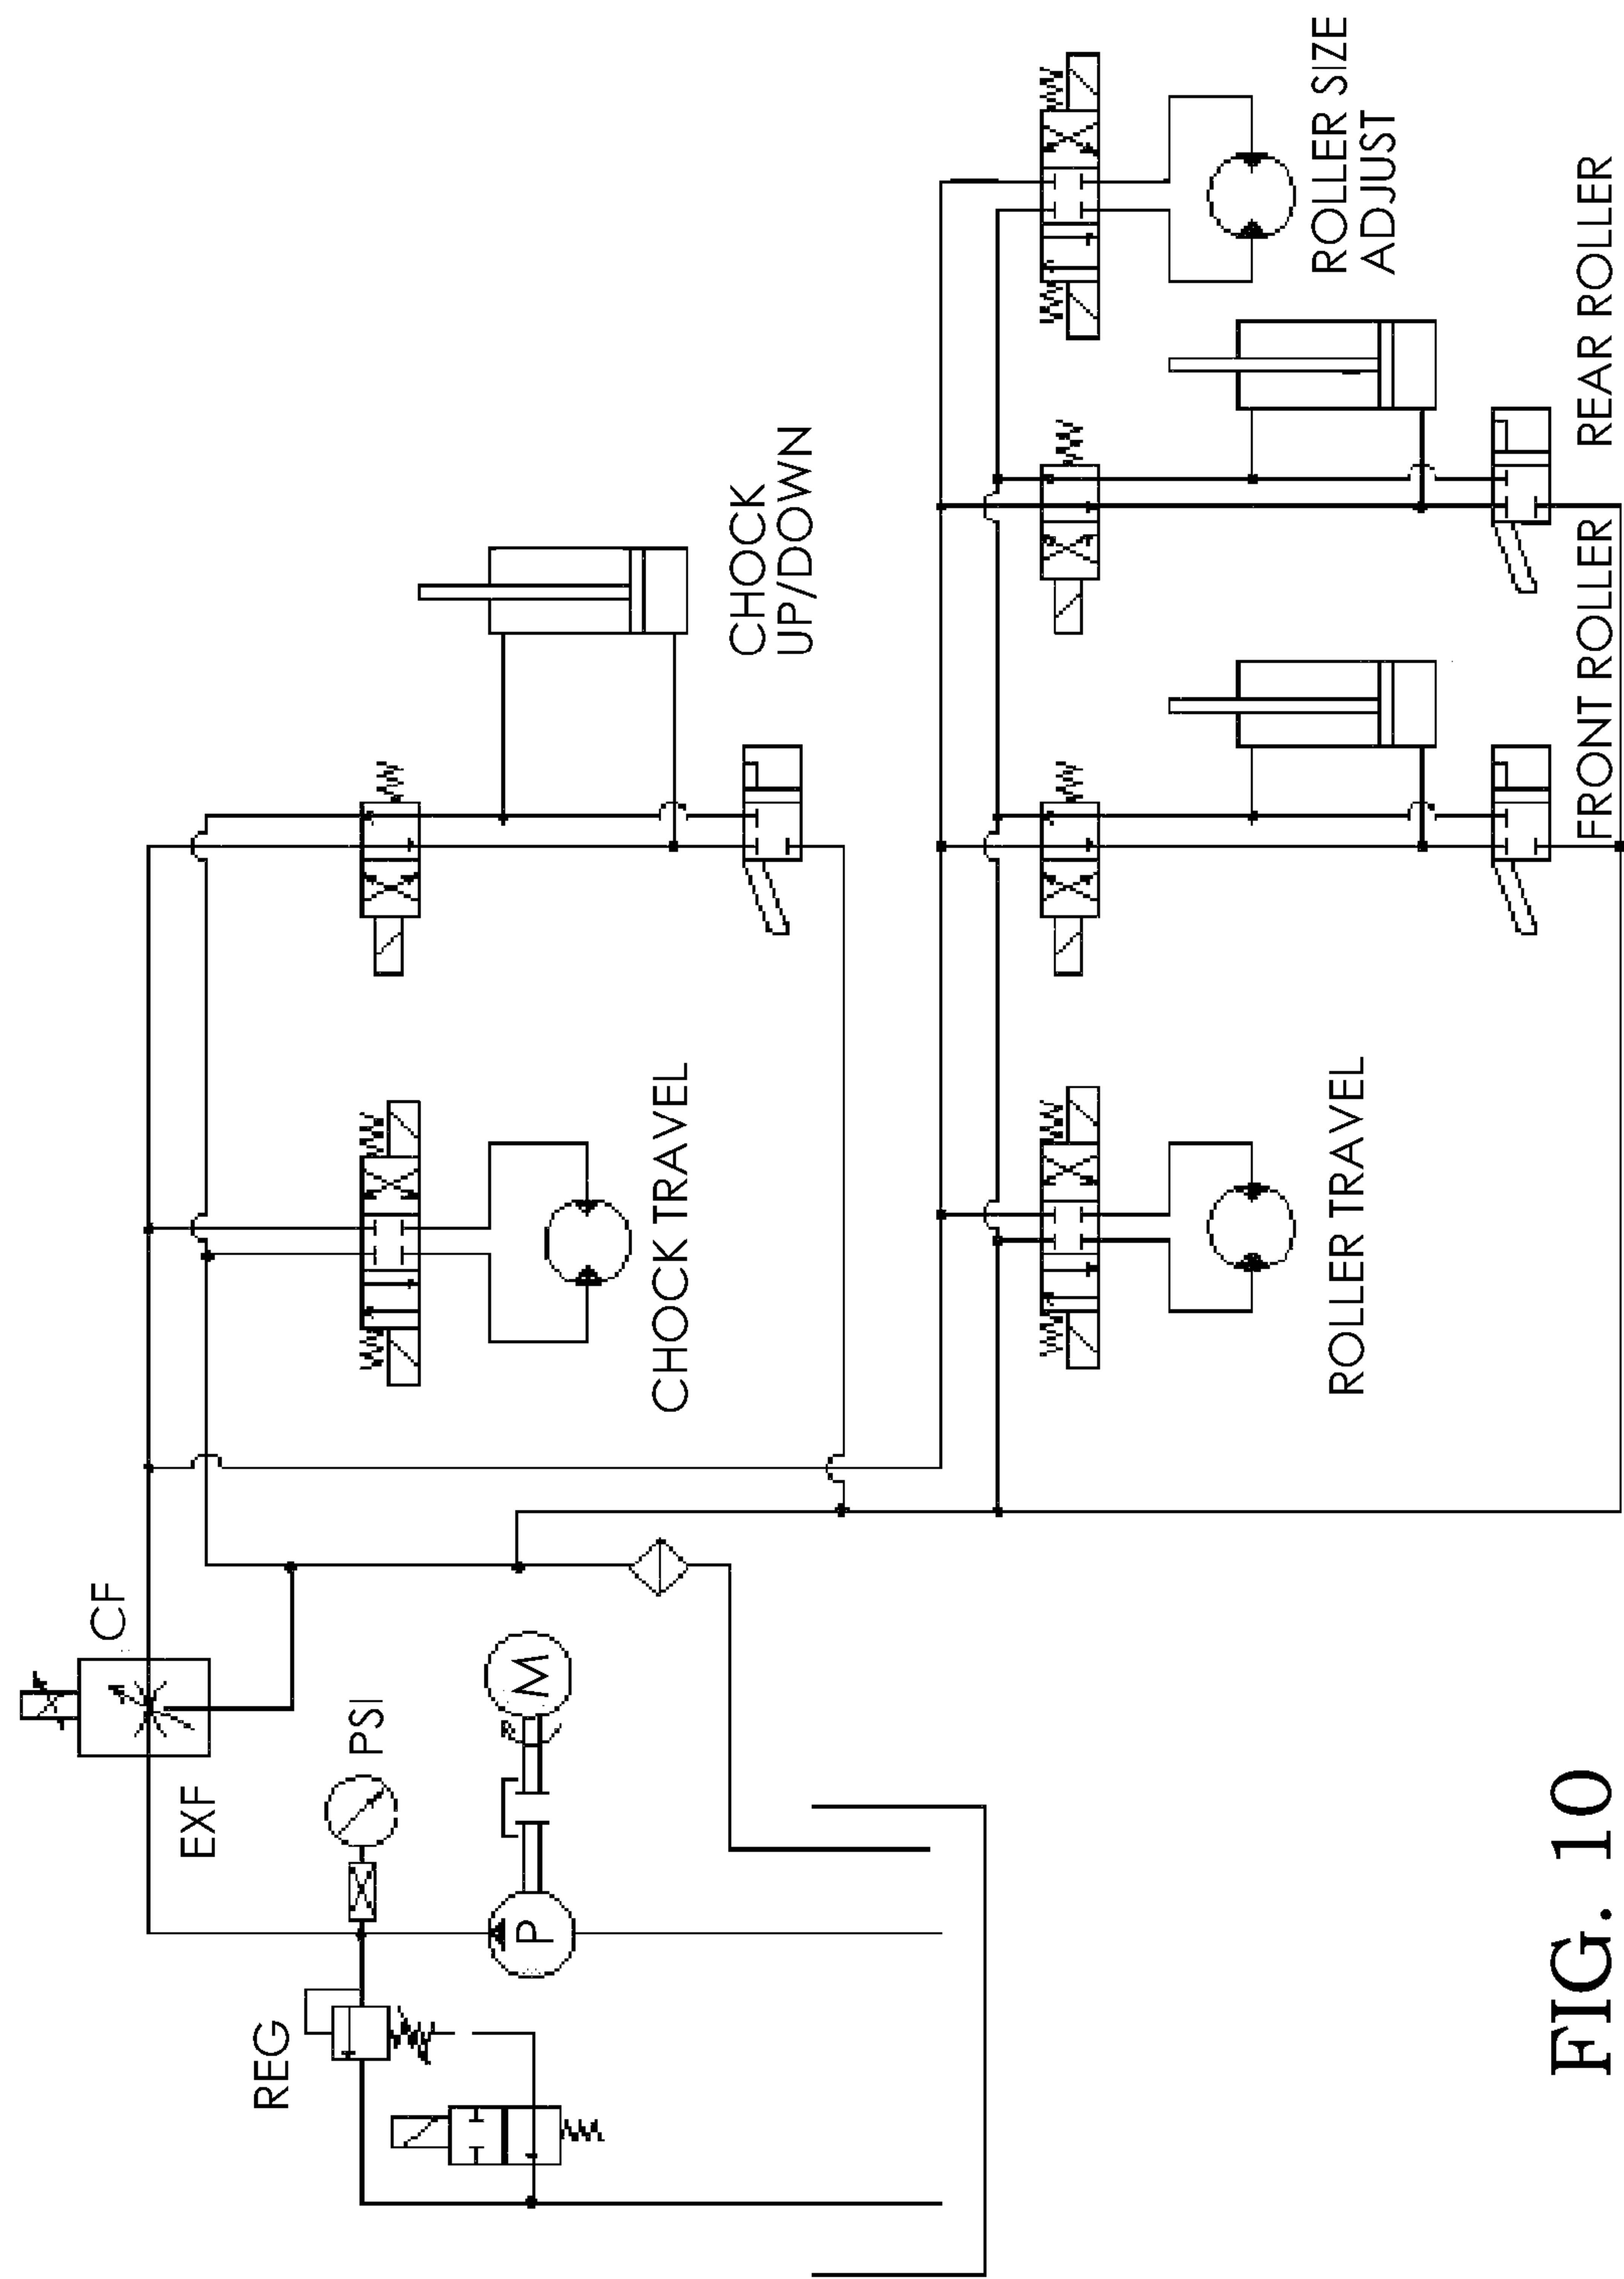 CF
EXF
PSI
REG
M
P
CHOCK
UP/DOWN
CHOCK TRAVEL
ROLLER TRAVEL
FRONT ROLLER
REAR ROLLER
ROLLER SIZE
ADJUST
FIG. 10